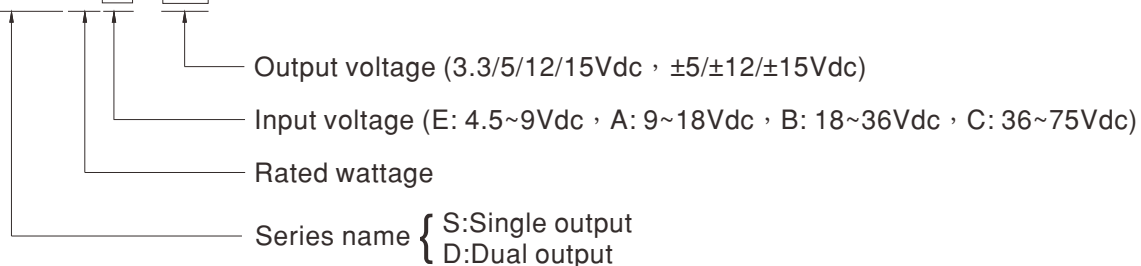 Output voltage (3.3/5/12/15Vdc，±5/±12/±15Vdc)
Input voltage (E: 4.5~9Vdc，A: 9~18Vdc，B: 18~36Vdc，C: 36~75Vdc)
Rated wattage
Series name { S:Single output
D:Dual output